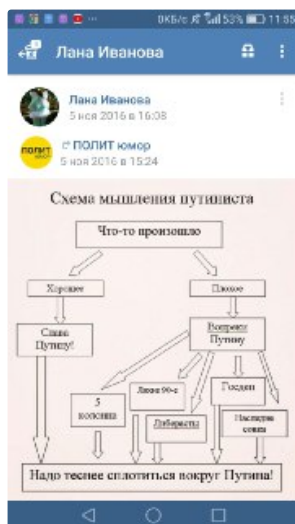 0КБ/с 53% 11:55
Лана Иванова
Лана Иванова
5 ноя 2016 в 16:08
ПОЛИТ юмор
5 ноя 2016 в 15:24
Схема мышления путиниста
Что-то произошло
Хорошее
Плохое
Слава
Путину!
Вопреки
Путину
5
колонна
Лихие 90-е
Либерасты
Госдеп
Наследие
совка
Надо теснее сплотиться вокруг Путина!